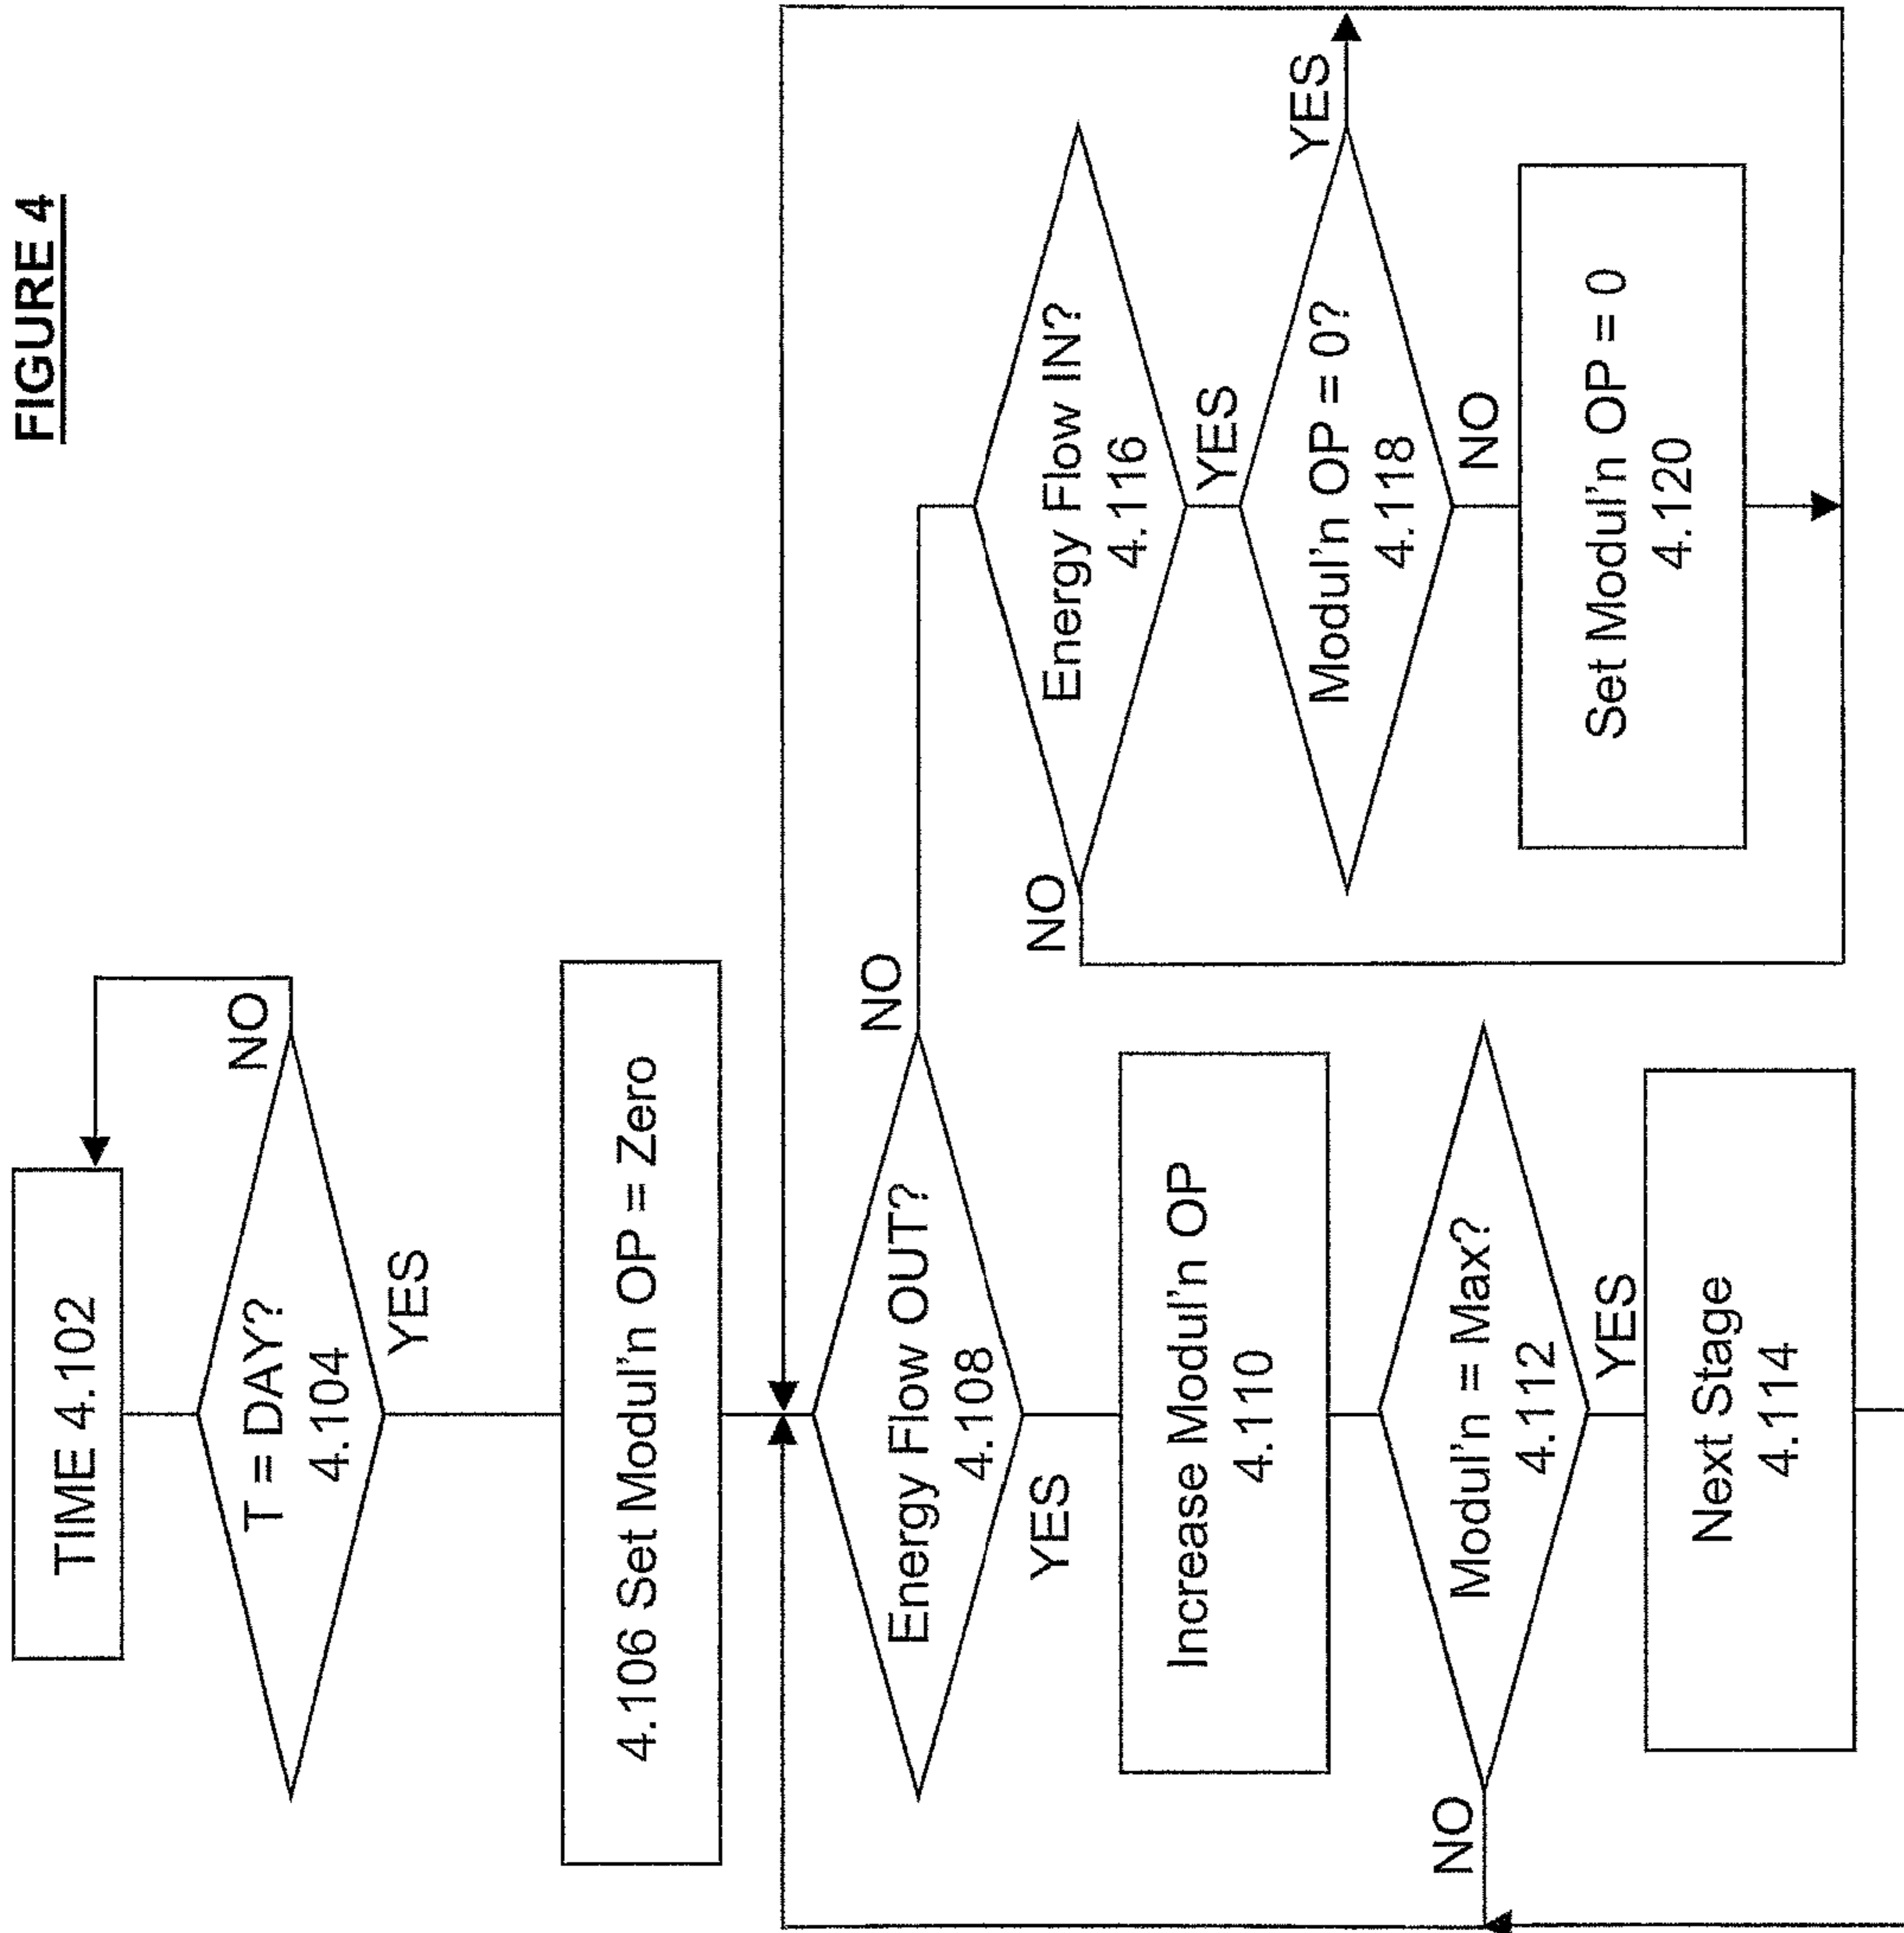 FIGURE 4
TIME 4.102
T = DAY?
4.104
NO
YES
4.106 Set Modul'n OP = Zero
Energy Flow OUT?
4.108
NO
YES
Increase Modul'n OP
4.110
Modul'n = Max?
4.112
NO
YES
Next Stage
4.114
Energy Flow IN?
4.116
NO
YES
Modul'n OP = 0?
4.118
YES
NO
Set Modul'n OP = 0
4.120